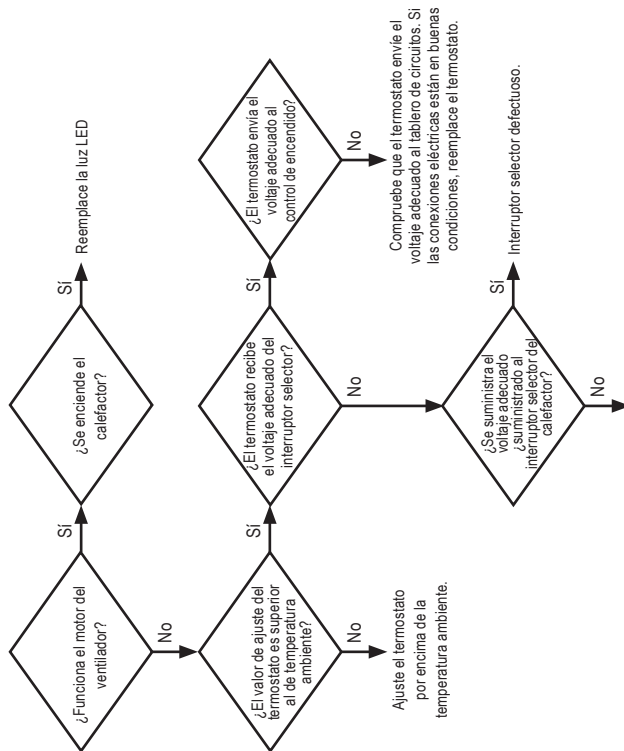 ¿Funciona el motor del
ventilador?
Sí
No
¿Se enciende el
calefactor?
Sí
Reemplace la luz LED
¿El valor de ajuste del
termostato es superior
al de temperatura
ambiente?
Sí
No
Ajuste el termostato
por encima de la
temperatura ambiente.
¿El termostato recibe
el voltaje adecuado del
interruptor selector?
Sí
No
¿El termostato envía el
voltaje adecuado al
control de encendido?
No
Compruebe que el termostato envíe el
voltaje adecuado al tablero de circuitos. Si
las conexiones eléctricas están en buenas
condiciones, reemplace el termostato.
¿Se suministra el
voltaje adecuado
¿suministrado al
interruptor selector del
calefactor?
Sí
Interruptor selector defectuoso.
No